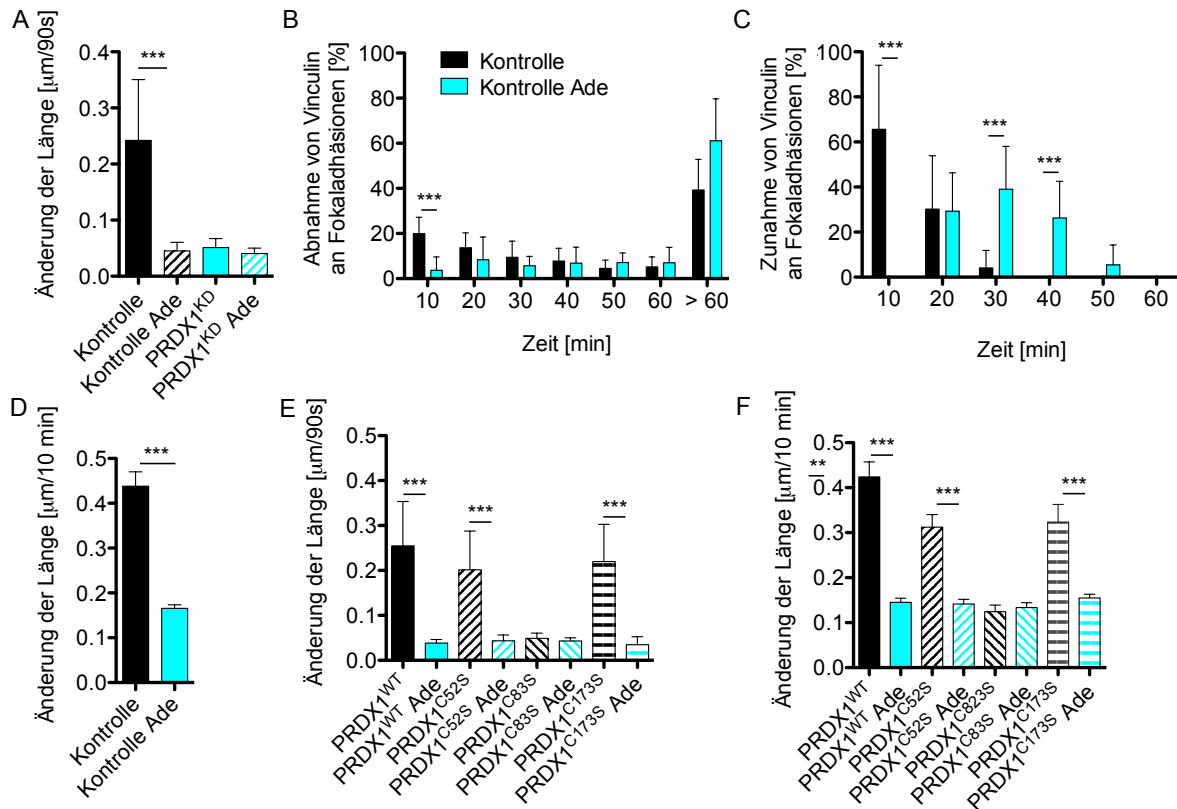 A
Änderung der Länge [µm/90s]
0.4
0.3
0.2
0.1
0.0
***
Kontrolle
Kontrolle Ade
PRDX1KD
PRDX1KD Ade
B
Abnahme von Vinculin
an Fokaladhäsionen [%]
100
80
60
40
20
0
Kontrolle
Kontrolle Ade
***
10 20 30 40 50 60 > 60
Zeit [min]
C
Zunahme von Vinculin
an Fokaladhäsionen [%]
100
80
60
40
20
0
***
***
***
10 20 30 40 50 60
Zeit [min]
D
Änderung der Länge [µm/10 min]
0.5
0.4
0.3
0.2
0.1
0.0
***
Kontrolle
Kontrolle Ade
E
Änderung der Länge [µm/90s]
0.5
0.4
0.3
0.2
0.1
0.0
***
***
***
PRDX1WT
PRDX1WT Ade
PRDX1C52S
PRDX1C52S Ade
PRDX1C83S
PRDX1C83S Ade
PRDX1C173S
PRDX1C173S Ade
F
Änderung der Länge [µm/10 min]
0.5
0.4
0.3
0.2
0.1
0.0
**
***
***
***
PRDX1WT
PRDX1WT Ade
PRDX1C52S
PRDX1C52S Ade
PRDX1C823S
PRDX1C83S Ade
PRDX1C173S
PRDX1C173S Ade